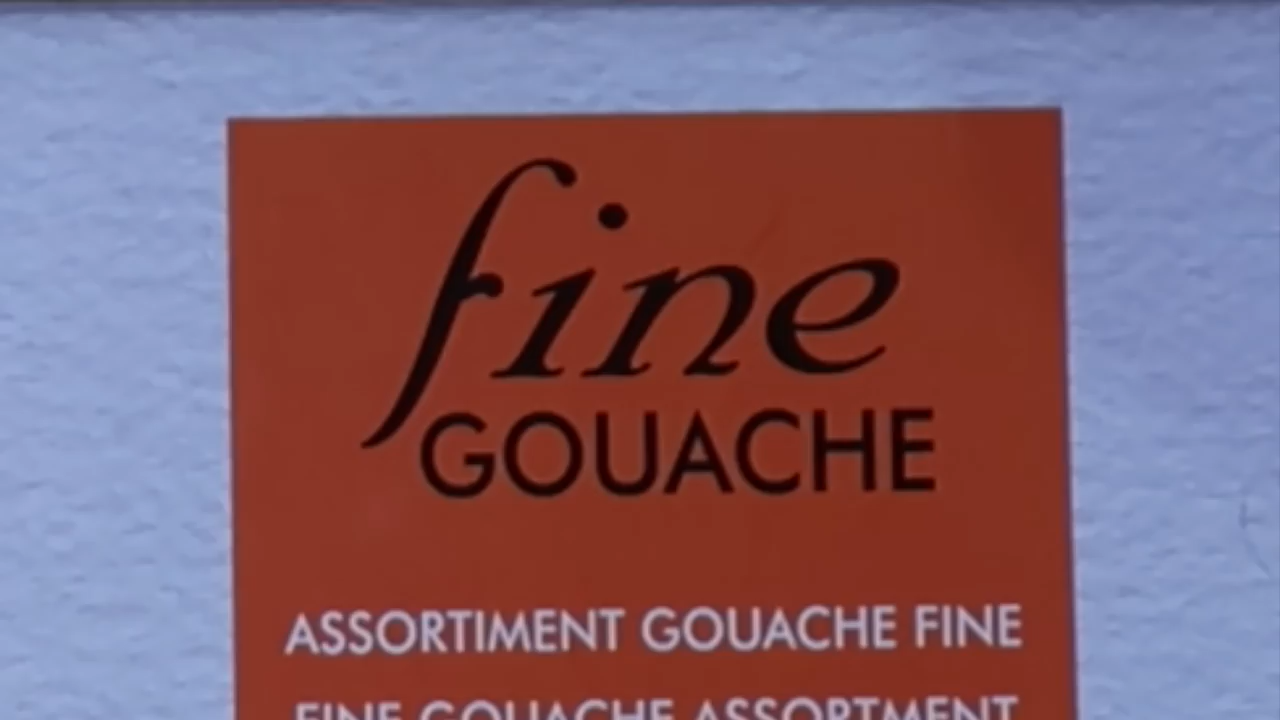 fine
GOUACHE
ASSORTIMENT GOUACHE FINE
FINE GOUACHE ASSORTMENT